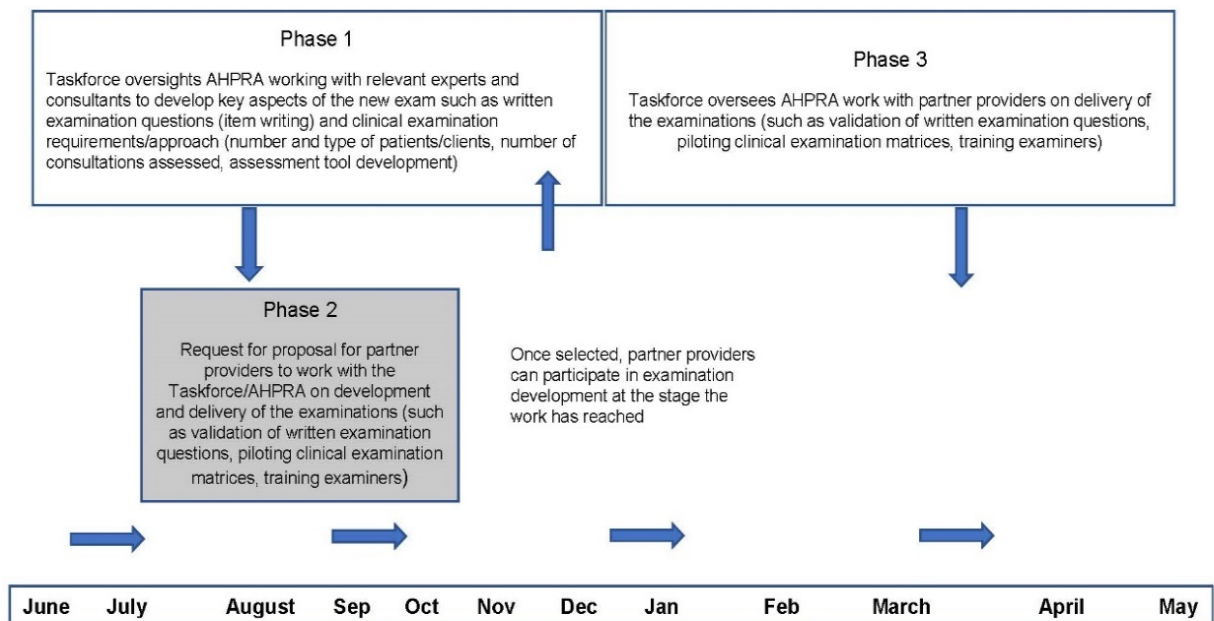 Phase 1
Taskforce oversights AHPRA working with relevant experts and
consultants to develop key aspects of the new exam such as written
examination questions (item writing) and clinical examination
requirements/approach (number and type of patients/clients, number of
consultations assessed, assessment tool development)
Phase 3
Taskforce oversees AHPRA work with partner providers on delivery of
the examinations (such as validation of written examination questions,
piloting clinical examination matrices, training examiners)
Phase 2
Request for proposal for partner
providers to work with the
Taskforce/AHPRA on development
and delivery of the examinations (such
as validation of written examination
questions, piloting clinical examination
matrices, training examiners)
Once selected, partner providers
can participate in examination
development at the stage the
work has reached
June July August Sep Oct Nov Dec Jan Feb March April May